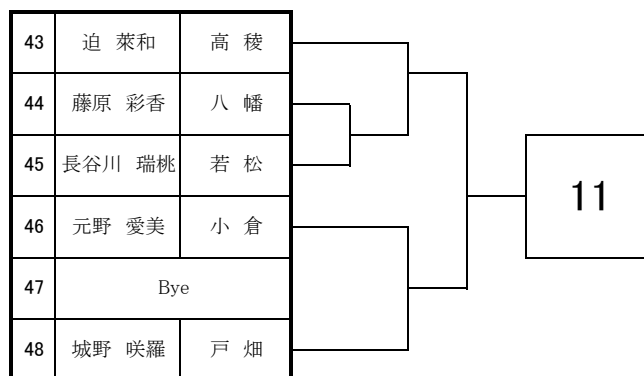 43 迫 萊和 高 稜
44 藤原 彩香 八 幡
45 長谷川 瑞桃 若 松
46 元野 愛美 小 倉
47 Bye
48 城野 咲羅 戸 畑
11